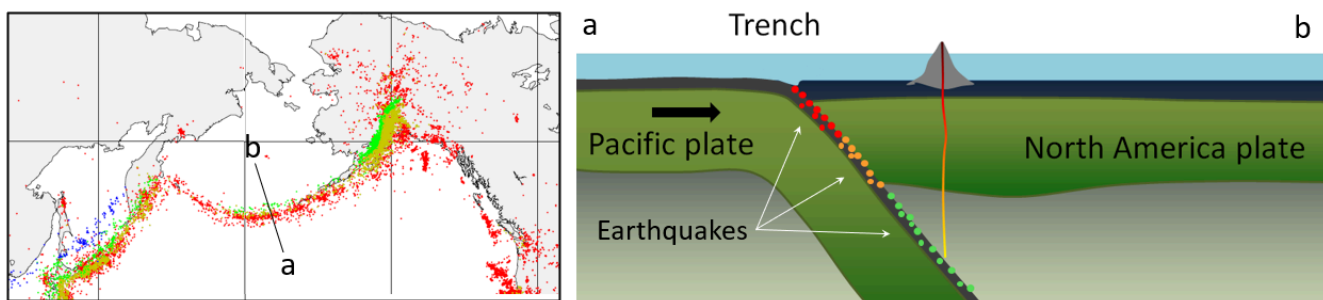 b
a
a
Trench
b
Pacific plate
North America plate
Earthquakes